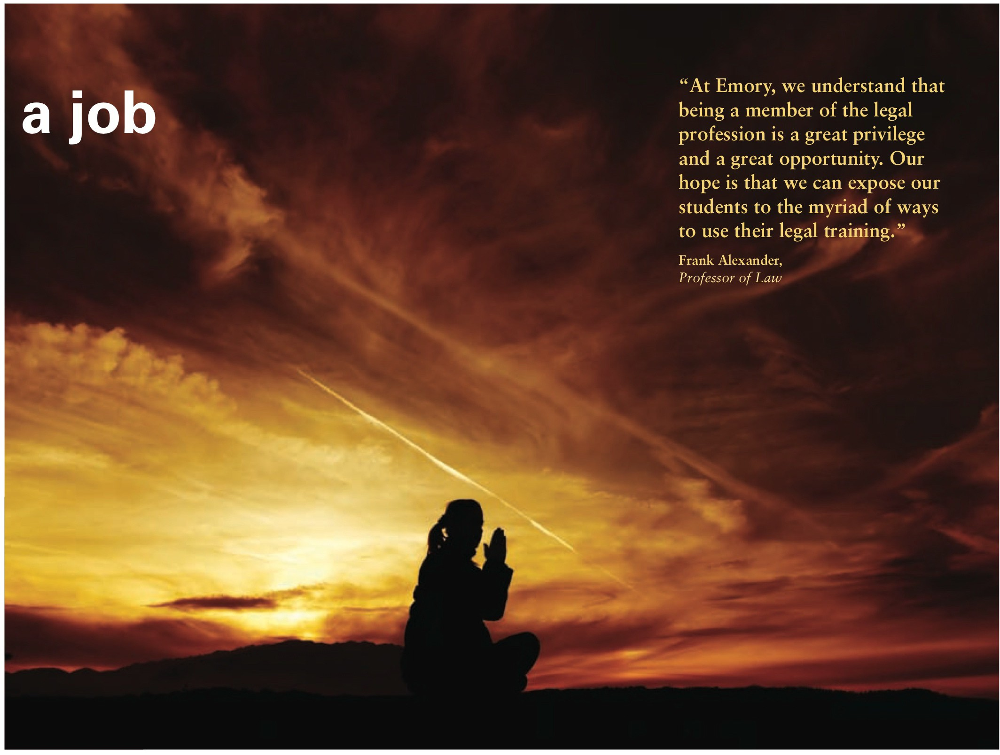 a job
“At Emory, we understand that
being a member of the legal
profession is a great privilege
and a great opportunity. Our
hope is that we can expose our
students to the myriad of ways
to use their legal training.”
Frank Alexander,
Professor of Law